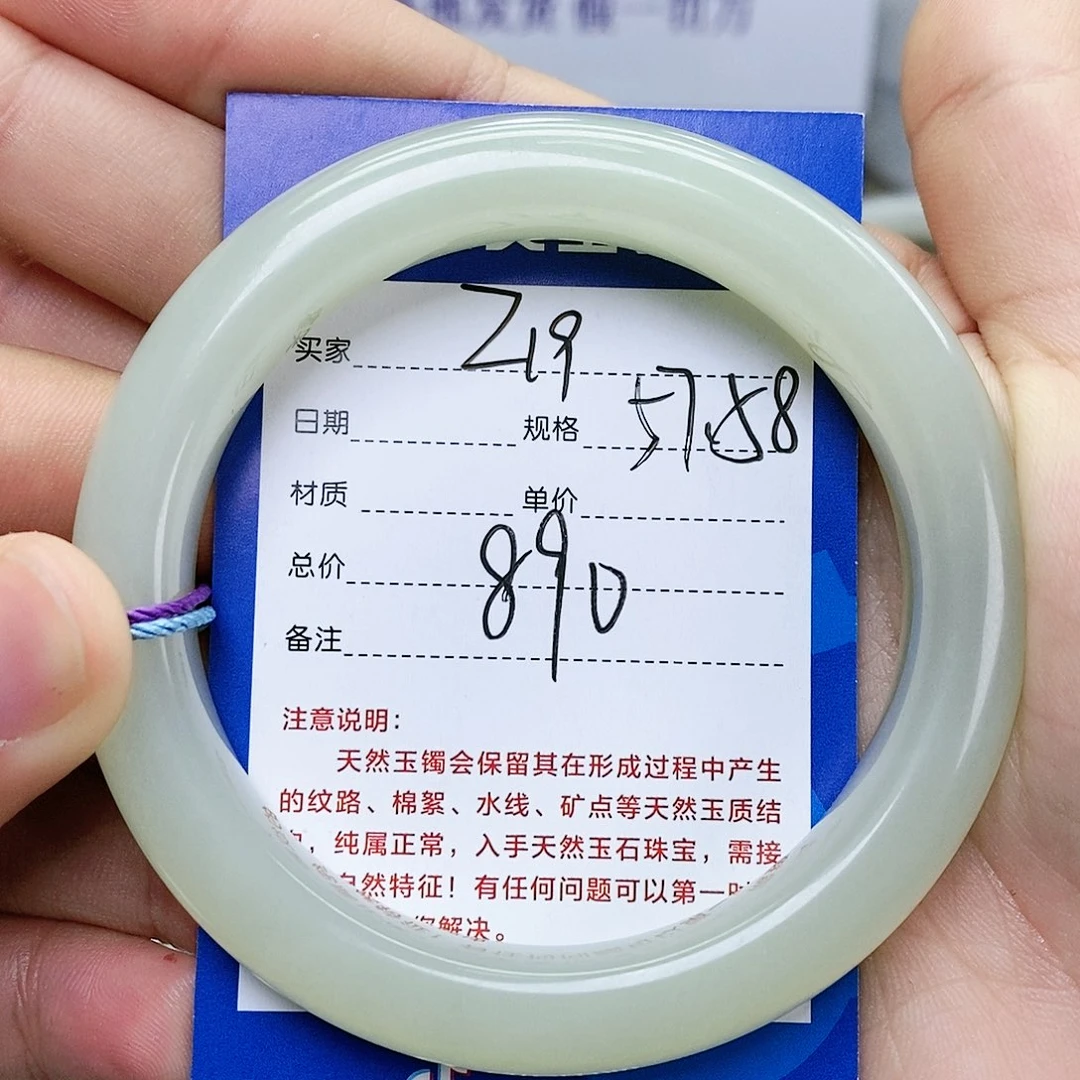 买家 Z19
日期 规格 57.58
材质 单价
总价 890
备注
注意说明：
天然玉镯会保留其在形成过程中产生
的纹路、棉絮、水线、矿点等天然玉质结
，纯属正常，入手天然玉石珠宝，需接
自然特征！有任何问题可以第一时
您解决。